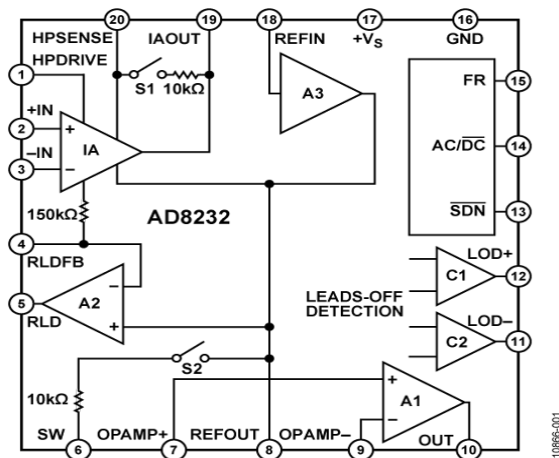 20 19 18 17 16
HPSENSE IAOUT REFIN +VS GND
1 HPDRIVE
S1 10kΩ
A3
FR 15
+IN
2 +
IA
–IN
3 –
AC/DC 14
150kΩ
AD8232
SDN 13
4
RLDFB
LOD+
C1 12
A2 –
+
5
RLD
LEADS-OFF
DETECTION
LOD–
C2 11
S2
10kΩ
+
A1
–
SW OPAMP+ REFOUT OPAMP– OUT
6 7 8 9 10
10866-001